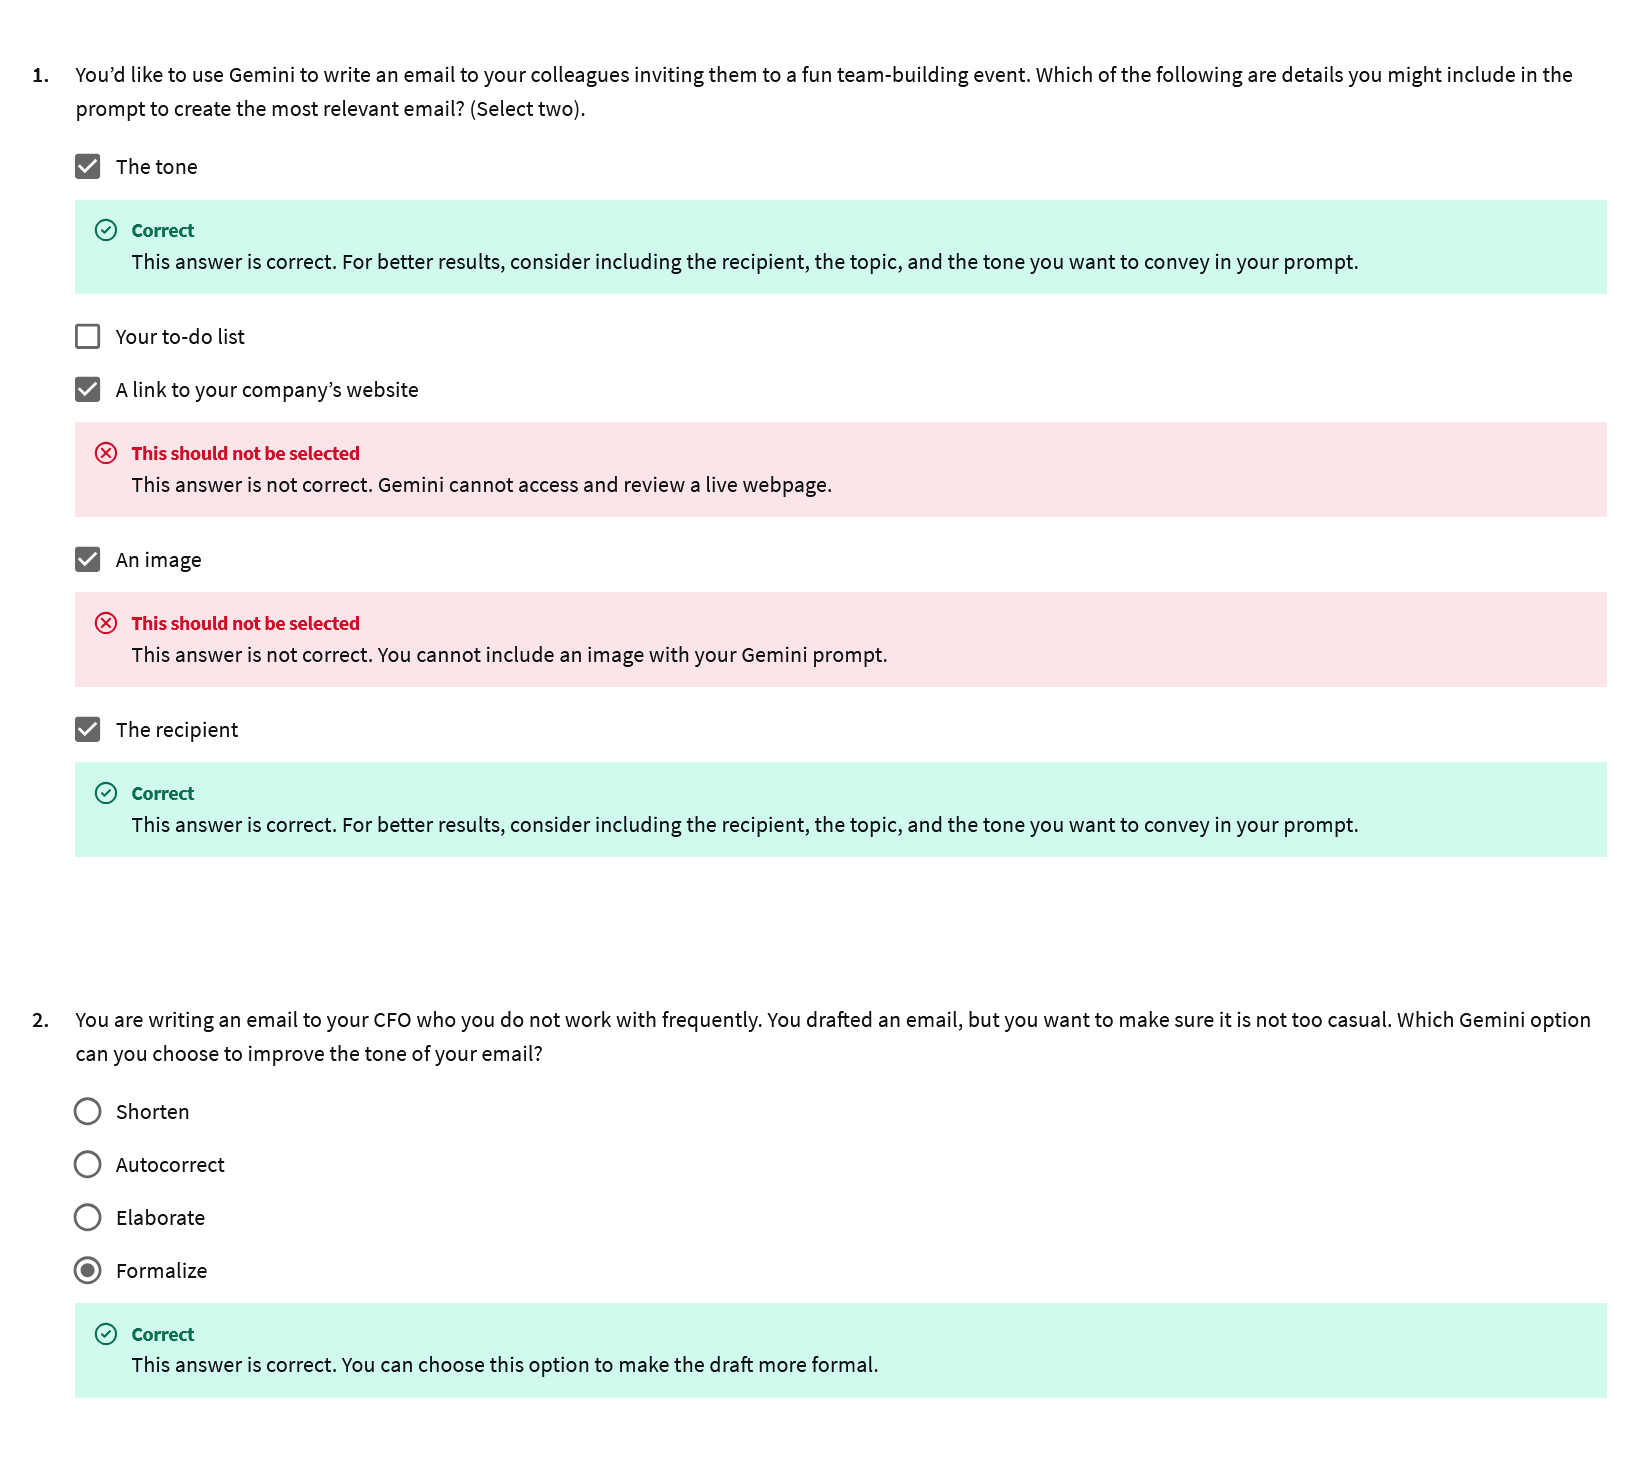 1. You’d like to use Gemini to write an email to your colleagues inviting them to a fun team-building event. Which of the following are details you might include in the
prompt to create the most relevant email? (Select two).
The tone
Correct
This answer is correct. For better results, consider including the recipient, the topic, and the tone you want to convey in your prompt.
Your to-do list
A link to your company’s website
This should not be selected
This answer is not correct. Gemini cannot access and review a live webpage.
An image
This should not be selected
This answer is not correct. You cannot include an image with your Gemini prompt.
The recipient
Correct
This answer is correct. For better results, consider including the recipient, the topic, and the tone you want to convey in your prompt.
2. You are writing an email to your CFO who you do not work with frequently. You drafted an email, but you want to make sure it is not too casual. Which Gemini option
can you choose to improve the tone of your email?
Shorten
Autocorrect
Elaborate
Formalize
Correct
This answer is correct. You can choose this option to make the draft more formal.